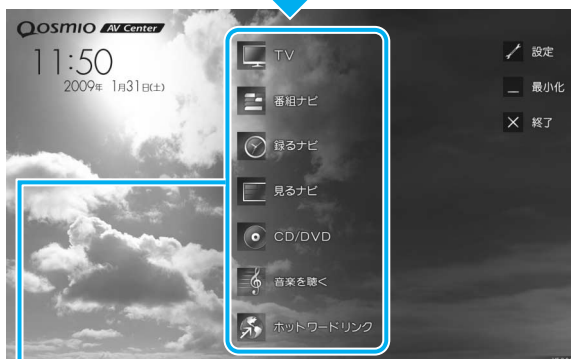 Qosmio AV Center
11:50
2009年 1月31日(土)
TV
番組ナビ
録るナビ
見るナビ
CD/DVD
音楽を聴く
ホットワードリンク
設定
最小化
終了